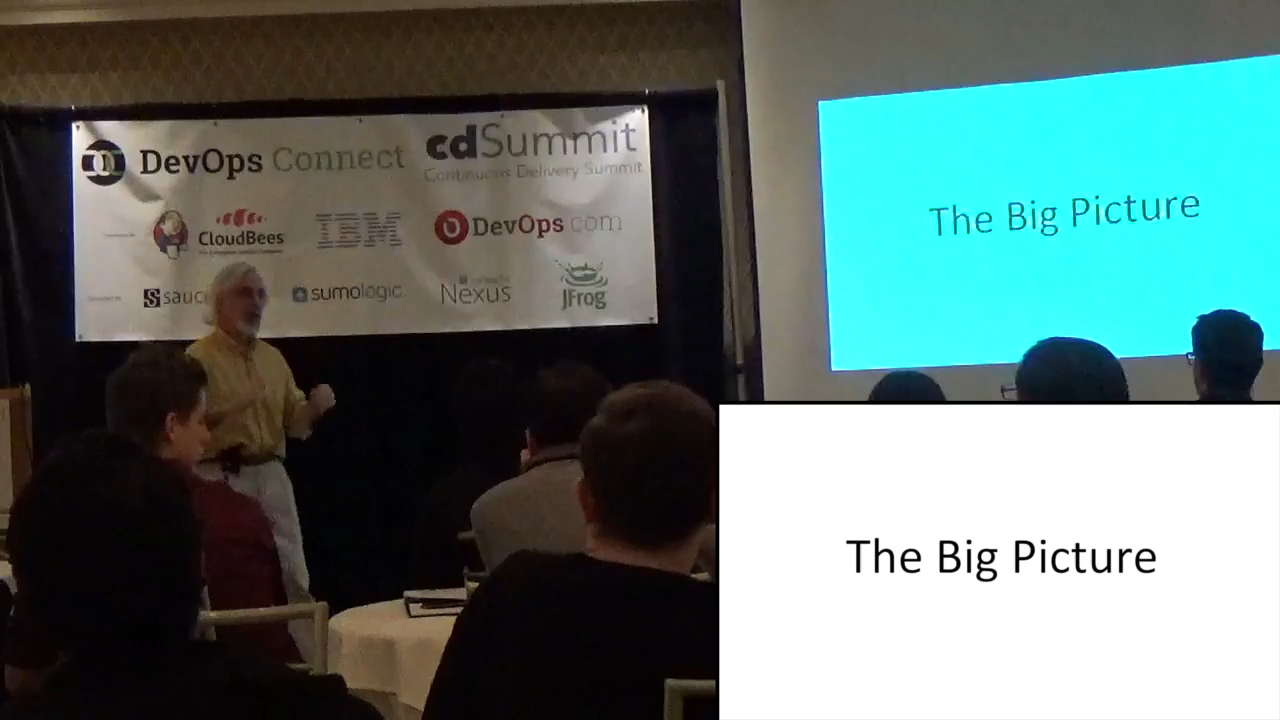 DevOps Connect
cdSummit
Continuous Delivery Summit
CloudBees
IBM
DevOps.com
sauc
sumologic
Nexus
JFrog
The Big Picture
The Big Picture